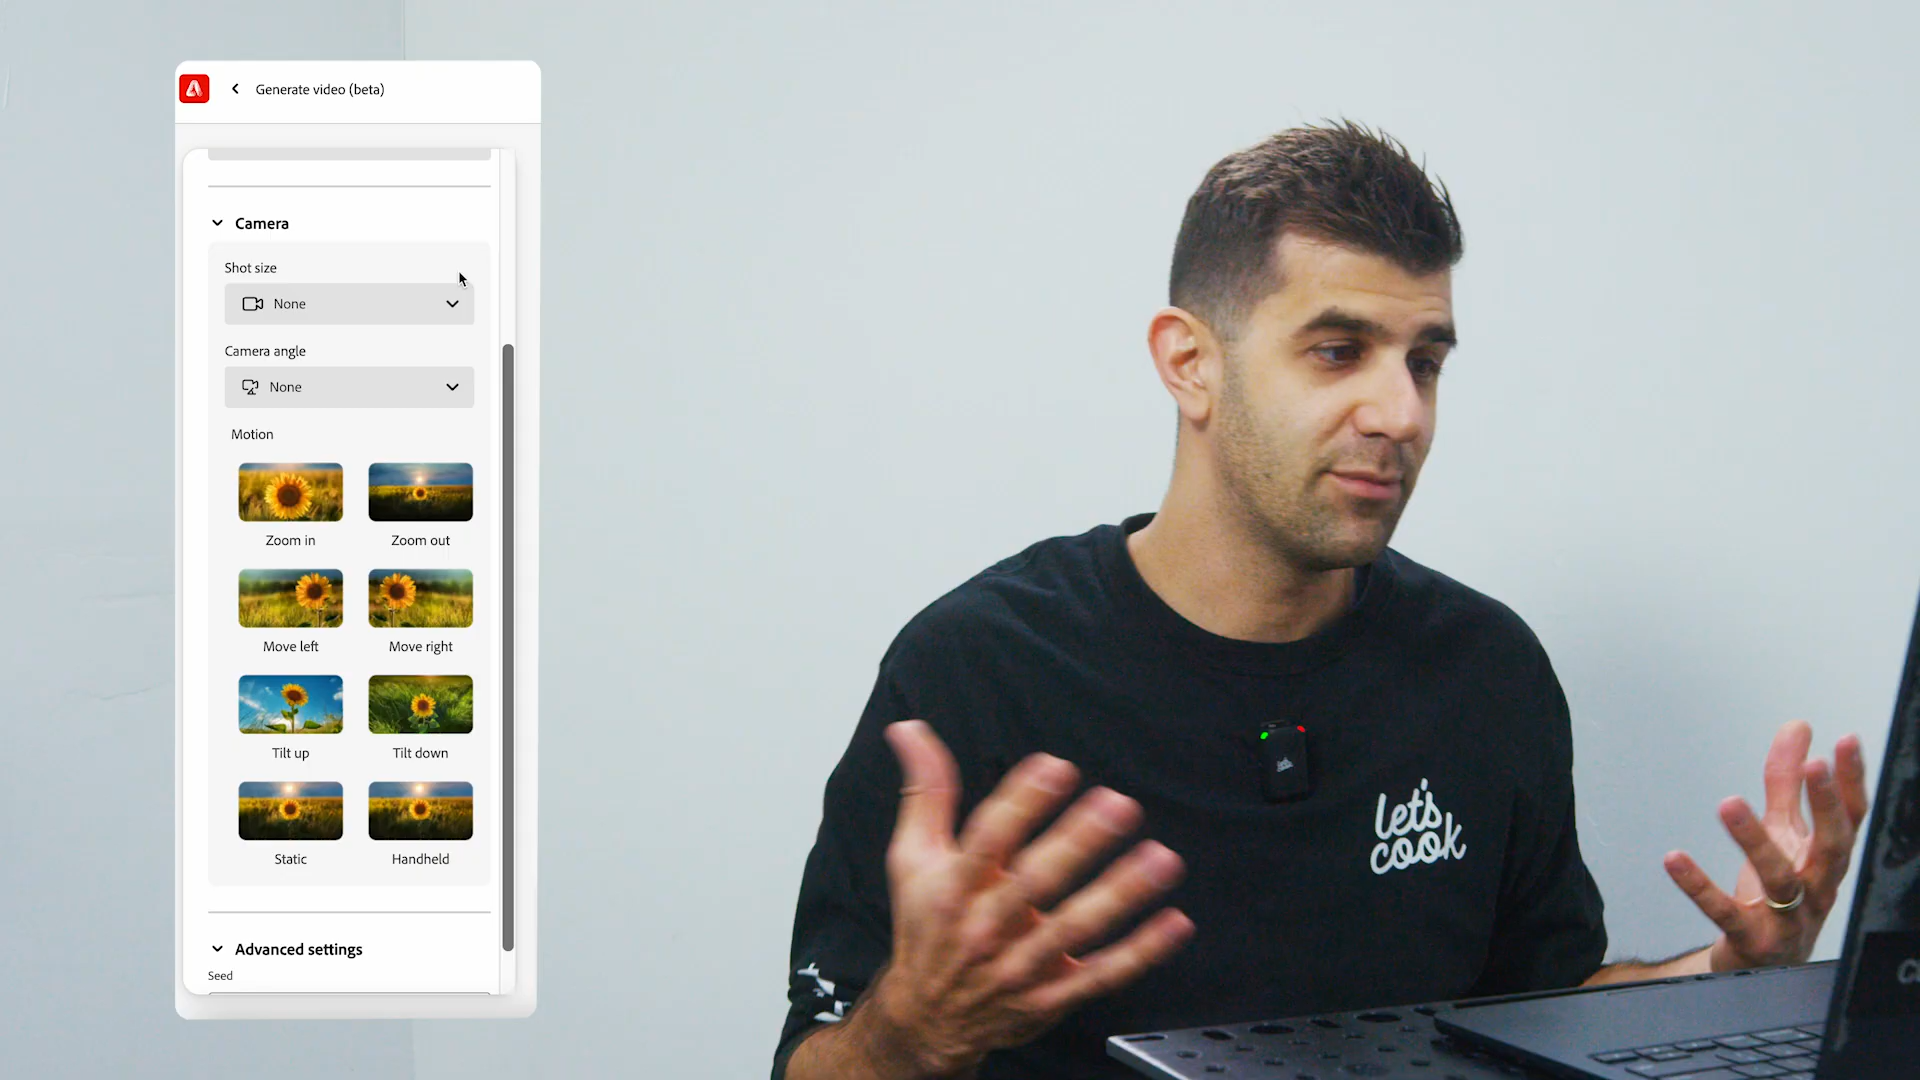 Generate video (beta)
Camera
Shot size
None
Camera angle
None
Motion
Zoom in
Zoom out
Move left
Move right
Tilt up
Tilt down
Static
Handheld
Advanced settings
Seed
let's
cook